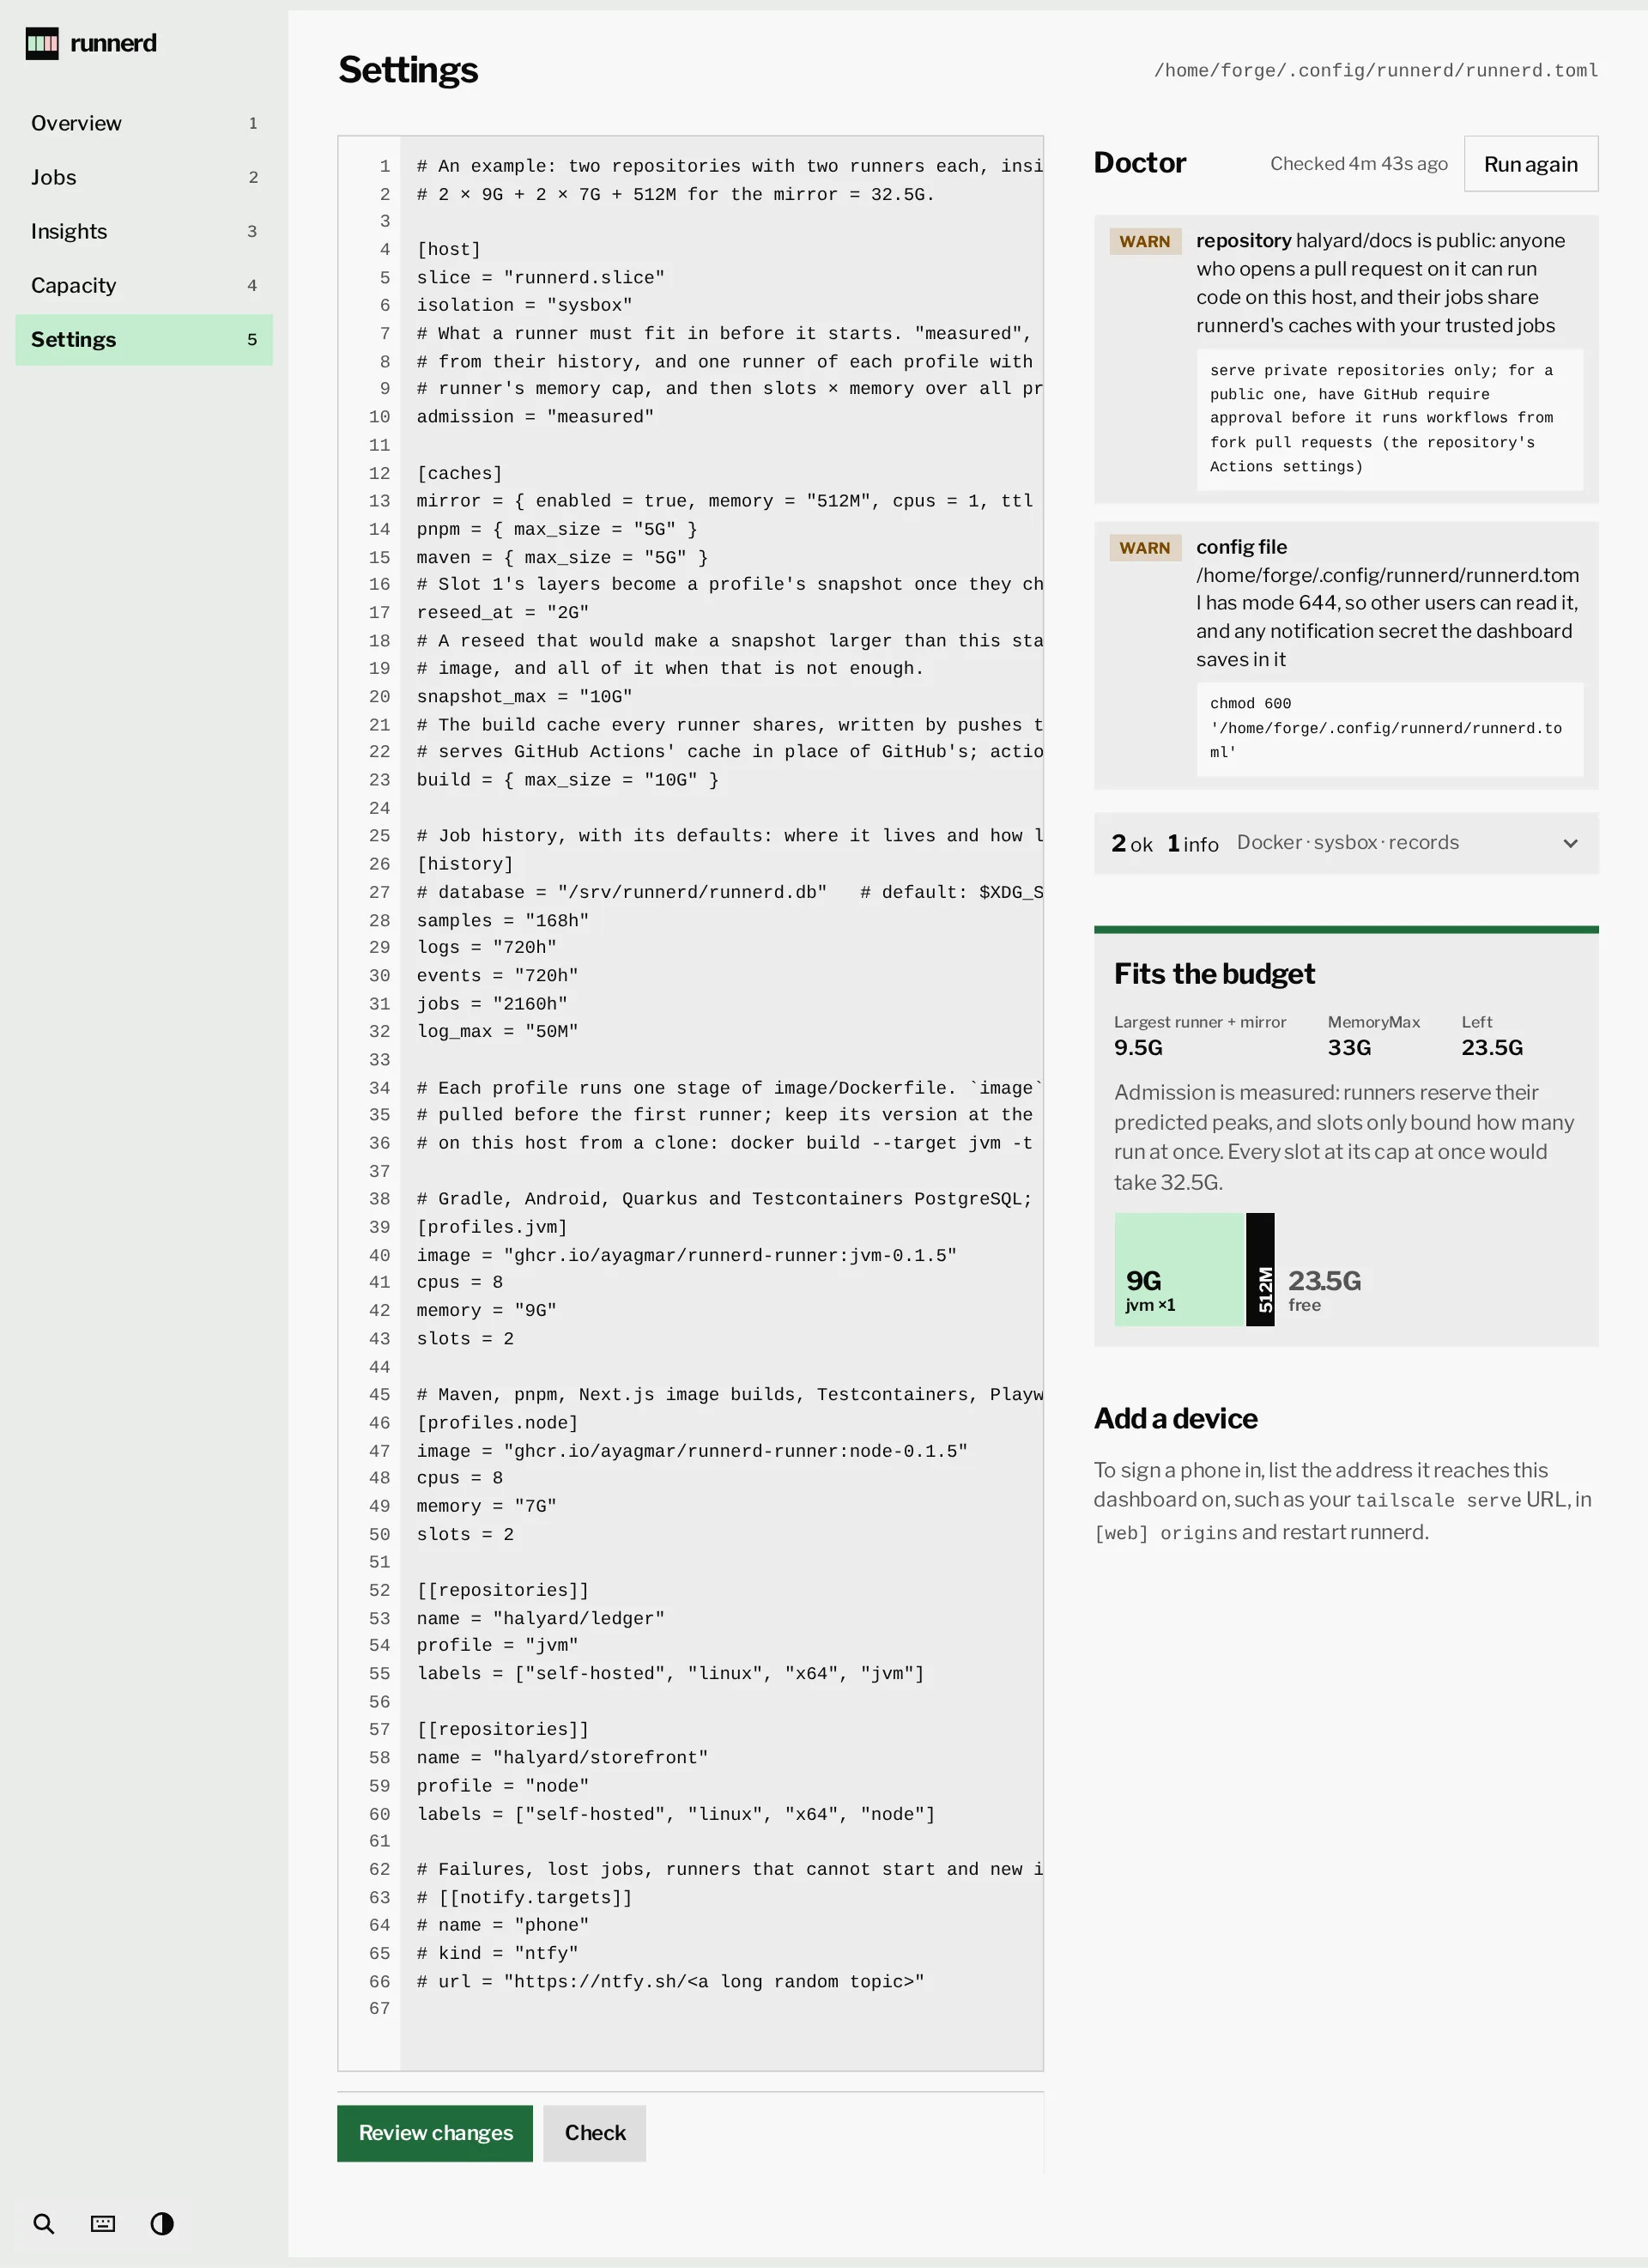 runnerd
Overview 1
Jobs 2
Insights 3
Capacity 4
Settings 5
Settings
/home/forge/.config/runnerd/runnerd.toml
1 # An example: two repositories with two runners each, insi
2 # 2 × 9G + 2 × 7G + 512M for the mirror = 32.5G.
3
4 [host]
5 slice = "runnerd.slice"
6 isolation = "sysbox"
7 # What a runner must fit in before it starts. "measured",
8 # from their history, and one runner of each profile with
9 # runner's memory cap, and then slots × memory over all pr
10 admission = "measured"
11
12 [caches]
13 mirror = { enabled = true, memory = "512M", cpus = 1, ttl
14 pnpm = { max_size = "5G" }
15 maven = { max_size = "5G" }
16 # Slot 1's layers become a profile's snapshot once they ch
17 reseed_at = "2G"
18 # A reseed that would make a snapshot larger than this sta
19 # image, and all of it when that is not enough.
20 snapshot_max = "10G"
21 # The build cache every runner shares, written by pushes t
22 # serves GitHub Actions' cache in place of GitHub's; actio
23 build = { max_size = "10G" }
24
25 # Job history, with its defaults: where it lives and how l
26 [history]
27 # database = "/srv/runnerd/runnerd.db"   # default: $XDG_S
28 samples = "168h"
29 logs = "720h"
30 events = "720h"
31 jobs = "2160h"
32 log_max = "50M"
33
34 # Each profile runs one stage of image/Dockerfile. `image`
35 # pulled before the first runner; keep its version at the
36 # on this host from a clone: docker build --target jvm -t
37
38 # Gradle, Android, Quarkus and Testcontainers PostgreSQL;
39 [profiles.jvm]
40 image = "ghcr.io/ayagmar/runnerd-runner:jvm-0.1.5"
41 cpus = 8
42 memory = "9G"
43 slots = 2
44
45 # Maven, pnpm, Next.js image builds, Testcontainers, Playw
46 [profiles.node]
47 image = "ghcr.io/ayagmar/runnerd-runner:node-0.1.5"
48 cpus = 8
49 memory = "7G"
50 slots = 2
51
52 [[repositories]]
53 name = "halyard/ledger"
54 profile = "jvm"
55 labels = ["self-hosted", "linux", "x64", "jvm"]
56
57 [[repositories]]
58 name = "halyard/storefront"
59 profile = "node"
60 labels = ["self-hosted", "linux", "x64", "node"]
61
62 # Failures, lost jobs, runners that cannot start and new i
63 # [[notify.targets]]
64 # name = "phone"
65 # kind = "ntfy"
66 # url = "https://ntfy.sh/<a long random topic>"
67
Review changes Check
Doctor Checked 4m 43s ago Run again
WARN repository halyard/docs is public: anyone
who opens a pull request on it can run
code on this host, and their jobs share
runnerd's caches with your trusted jobs
serve private repositories only; for a
public one, have GitHub require
approval before it runs workflows from
fork pull requests (the repository's
Actions settings)
WARN config file
/home/forge/.config/runnerd/runnerd.tom
l has mode 644, so other users can read it,
and any notification secret the dashboard
saves in it
chmod 600
'/home/forge/.config/runnerd/runnerd.to
ml'
2 ok 1 info Docker · sysbox · records
Fits the budget
Largest runner + mirror MemoryMax Left
9.5G 33G 23.5G
Admission is measured: runners reserve their
predicted peaks, and slots only bound how many
run at once. Every slot at its cap at once would
take 32.5G.
9G
jvm ×1
512M
23.5G
free
Add a device
To sign a phone in, list the address it reaches this
dashboard on, such as your tailscale serve URL, in
[web] origins and restart runnerd.